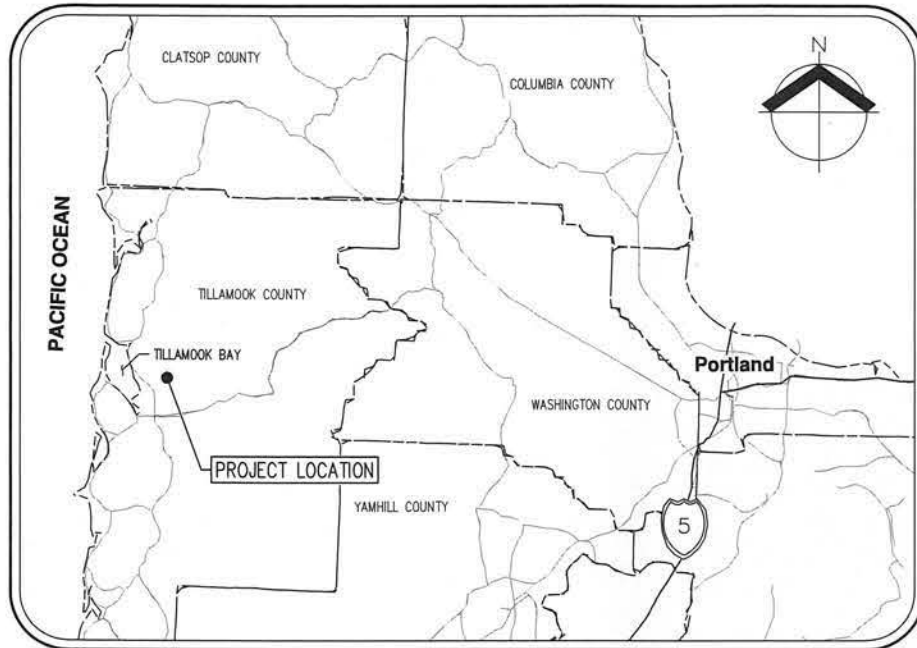 CLATSOP COUNTY
COLUMBIA COUNTY
N
PACIFIC OCEAN
TILLAMOOK COUNTY
TILLAMOOK BAY
Portland
WASHINGTON COUNTY
PROJECT LOCATION
YAMHILL COUNTY
5